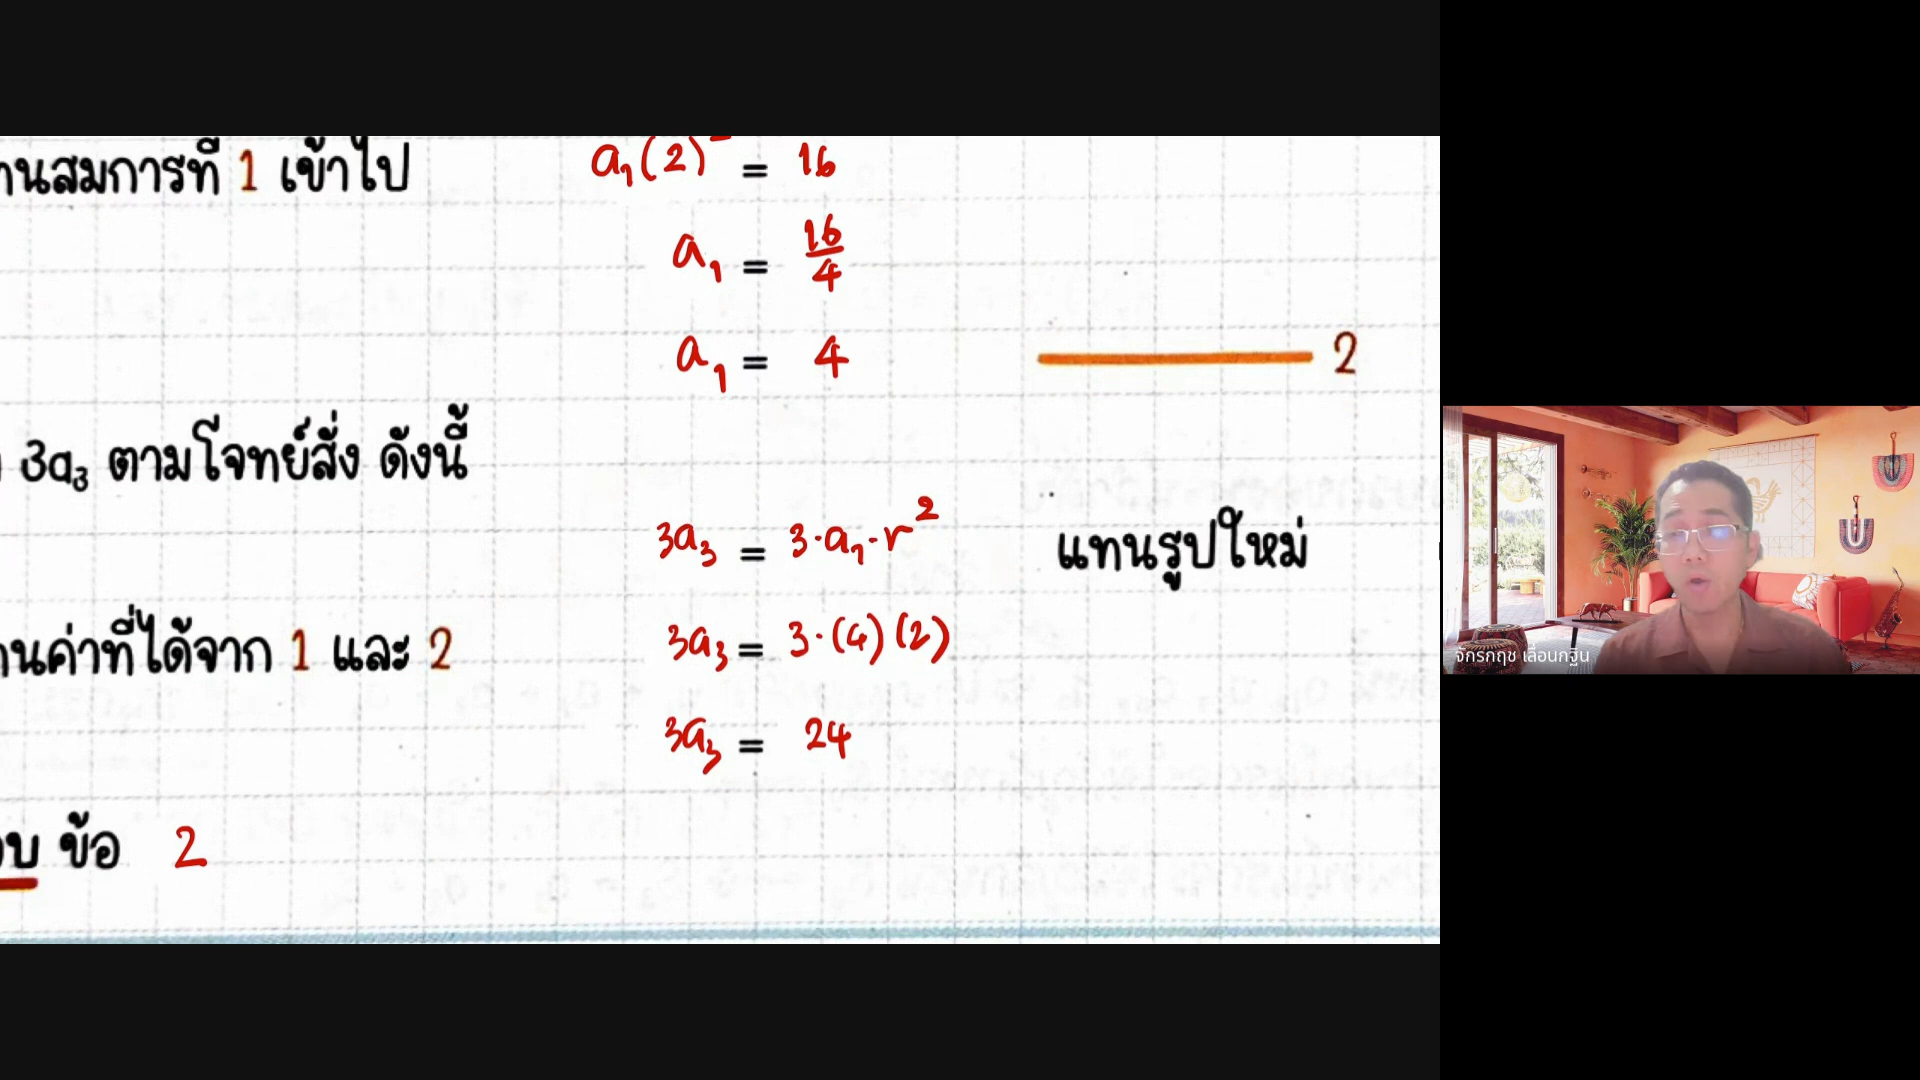 านสมการที่ 1 เข้าไป
a₁(2)² = 16
a₁ = 16/4
a₁ = 4
2
3a₃ ตามโจทย์สั่ง ดังนี้
3a₃ = 3·a₁·r² แทนรูปใหม่
านค่าที่ได้จาก 1 และ 2
3a₃ = 3·(4)(2)
3a₃ = 24
อบ ข้อ 2
จักรกฤช เลื่อนกฐิน